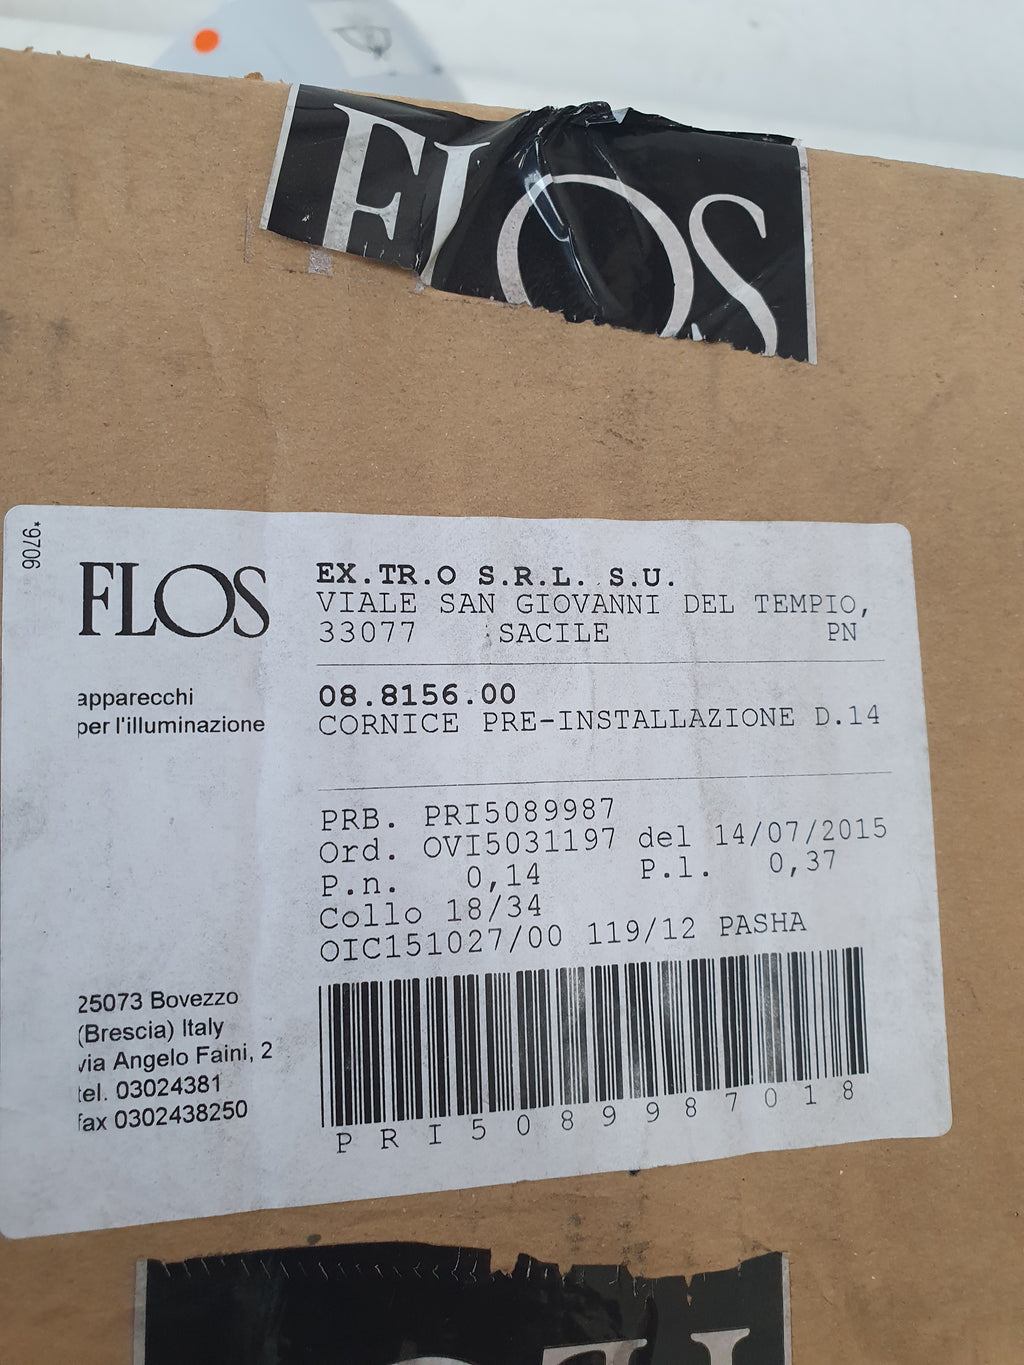 FLOS
*9706
FLOS
apparecchi
per l'illuminazione
EX.TR.O S.R.L. S.U.
VIALE SAN GIOVANNI DEL TEMPIO,
33077 SACILE PN
08.8156.00
CORNICE PRE-INSTALLAZIONE D.14
PRB. PRI5089987
Ord. OVI5031197 del 14/07/2015
P.n. 0,14 P.l. 0,37
Collo 18/34
OIC151027/00 119/12 PASHA
25073 Bovezzo
(Brescia) Italy
via Angelo Faini, 2
tel. 03024381
fax 0302438250
PRI5089987018